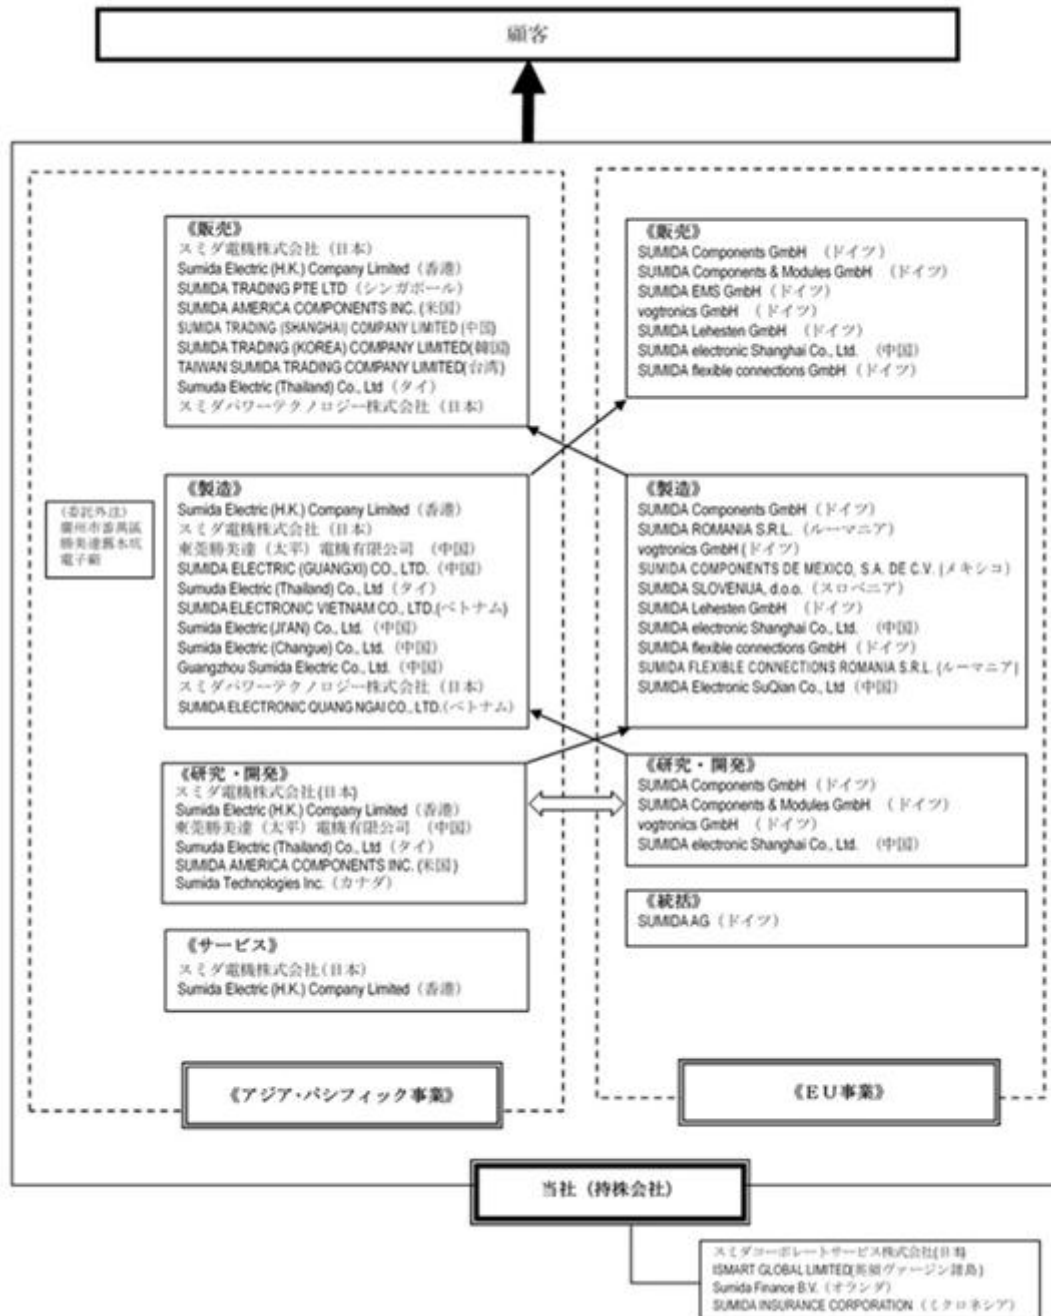 顧客
《販売》
スミダ電機株式会社（日本）
Sumida Electric (H.K.) Company Limited（香港）
SUMIDA TRADING PTE LTD（シンガポール）
SUMIDA AMERICA COMPONENTS INC. (米国)
SUMIDA TRADING (SHANGHAI) COMPANY LIMITED (中国)
SUMIDA TRADING (KOREA) COMPANY LIMITED(韓国)
TAIWAN SUMIDA TRADING COMPANY LIMITED(台湾)
Sumuda Electric (Thailand) Co., Ltd（タイ）
スミダパワーテクノロジー株式会社（日本）
《販売》
SUMIDA Components GmbH （ドイツ）
SUMIDA Components & Modules GmbH （ドイツ）
SUMIDA EMS GmbH（ドイツ）
vogtronics GmbH （ドイツ）
SUMIDA Lehesten GmbH（ドイツ）
SUMIDA electronic Shanghai Co., Ltd. （中国）
SUMIDA flexible connections GmbH（ドイツ）
（委託外注）
廣州市番禺區
勝美達舊水坑
電子廠
《製造》
Sumida Electric (H.K.) Company Limited（香港）
スミダ電機株式会社（日本）
東莞勝美達（太平）電機有限公司 （中国）
SUMIDA ELECTRIC (GUANGXI) CO., LTD.（中国）
Sumuda Electric (Thailand) Co., Ltd（タイ）
SUMIDA ELECTRONIC VIETNAM CO., LTD.(ベトナム)
Sumida Electric (JI'AN) Co., Ltd.（中国）
Sumida Electric (Changue) Co., Ltd.（中国）
Guangzhou Sumida Electric Co., Ltd.（中国）
スミダパワーテクノロジー株式会社（日本）
SUMIDA ELECTRONIC QUANG NGAI CO., LTD.（ベトナム）
《製造》
SUMIDA Components GmbH（ドイツ）
SUMIDA ROMANIA S.R.L.（ルーマニア）
vogtronics GmbH (ドイツ）
SUMIDA COMPONENTS DE MEXICO, S.A. DE C.V. (メキシコ）
SUMIDA SLOVENIJA, d.o.o.（スロベニア）
SUMIDA Lehesten GmbH（ドイツ）
SUMIDA electronic Shanghai Co., Ltd. （中国）
SUMIDA flexible connections GmbH（ドイツ）
SUMIDA FLEXIBLE CONNECTIONS ROMANIA S.R.L. (ルーマニア)
SUMIDA Electronic SuQian Co., Ltd（中国）
《研究・開発》
スミダ電機株式会社(日本)
Sumida Electric (H.K.) Company Limited（香港）
東莞勝美達（太平）電機有限公司 （中国）
Sumuda Electric (Thailand) Co., Ltd（タイ）
SUMIDA AMERICA COMPONENTS INC. (米国)
Sumida Technologies Inc.（カナダ）
《研究・開発》
SUMIDA Components GmbH（ドイツ）
SUMIDA Components & Modules GmbH （ドイツ）
vogtronics GmbH （ドイツ）
SUMIDA electronic Shanghai Co., Ltd. （中国）
《統括》
SUMIDA AG（ドイツ）
《サービス》
スミダ電機株式会社(日本)
Sumida Electric (H.K.) Company Limited（香港）
《アジア・パシフィック事業》
《ＥＵ事業》
当社（持株会社）
スミダコーポレートサービス株式会社(日本)
ISMART GLOBAL LIMITED(英領ヴァージン諸島)
Sumida Finance B.V.（オランダ）
SUMIDA INSURANCE CORPORATION（ミクロネシア）